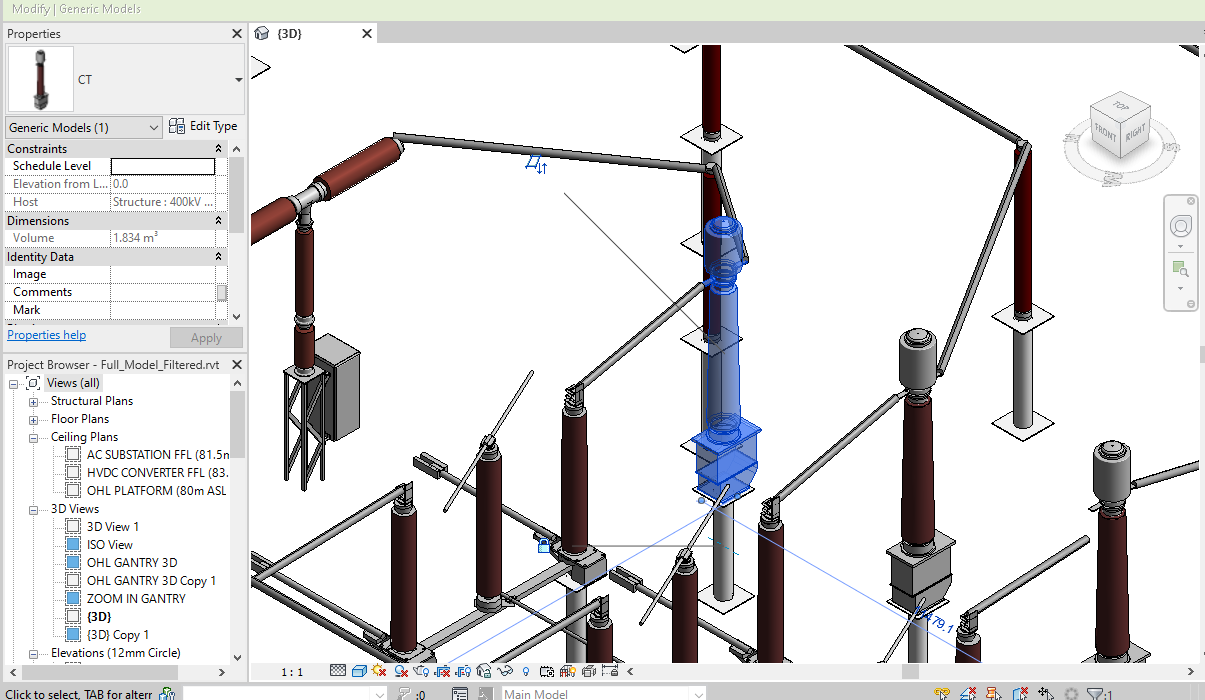 Modify | Generic Models
Properties
{3D}
CT
Generic Models (1)
Edit Type
Constraints
Schedule Level
Elevation from L... 0.0
Host Structure : 400kV ...
Dimensions
Volume 1.834 m³
Identity Data
Image
Comments
Mark
Properties help
Apply
Project Browser - Full_Model_Filtered.rvt
Views (all)
Structural Plans
Floor Plans
Ceiling Plans
AC SUBSTATION FFL (81.5m
HVDC CONVERTER FFL (83.
OHL PLATFORM (80m ASL
3D Views
3D View 1
ISO View
OHL GANTRY 3D
OHL GANTRY 3D Copy 1
ZOOM IN GANTRY
{3D}
{3D} Copy 1
Elevations (12mm Circle)
TOP
FRONT
RIGHT
1 : 1
Click to select, TAB for altern
:0
Main Model
:1